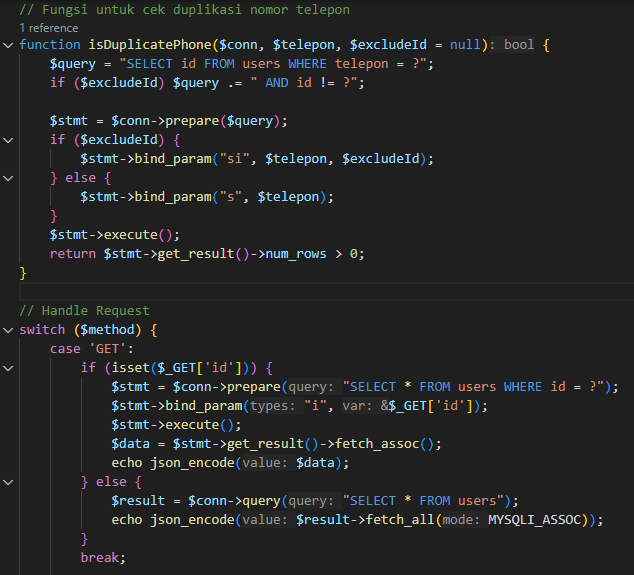 // Fungsi untuk cek duplikasi nomor telepon
1 reference
function isDuplicatePhone($conn, $telepon, $excludeId = null): bool {
$query = "SELECT id FROM users WHERE telepon = ?";
if ($excludeId) $query .= " AND id != ?";
$stmt = $conn->prepare($query);
if ($excludeId) {
$stmt->bind_param("si", $telepon, $excludeId);
} else {
$stmt->bind_param("s", $telepon);
}
$stmt->execute();
return $stmt->get_result()->num_rows > 0;
}
// Handle Request
switch ($method) {
case 'GET':
if (isset($_GET['id'])) {
$stmt = $conn->prepare(query: "SELECT * FROM users WHERE id = ?");
$stmt->bind_param(types: "i", var: &$_GET['id']);
$stmt->execute();
$data = $stmt->get_result()->fetch_assoc();
echo json_encode(value: $data);
} else {
$result = $conn->query(query: "SELECT * FROM users");
echo json_encode(value: $result->fetch_all(mode: MYSQLI_ASSOC));
}
break;